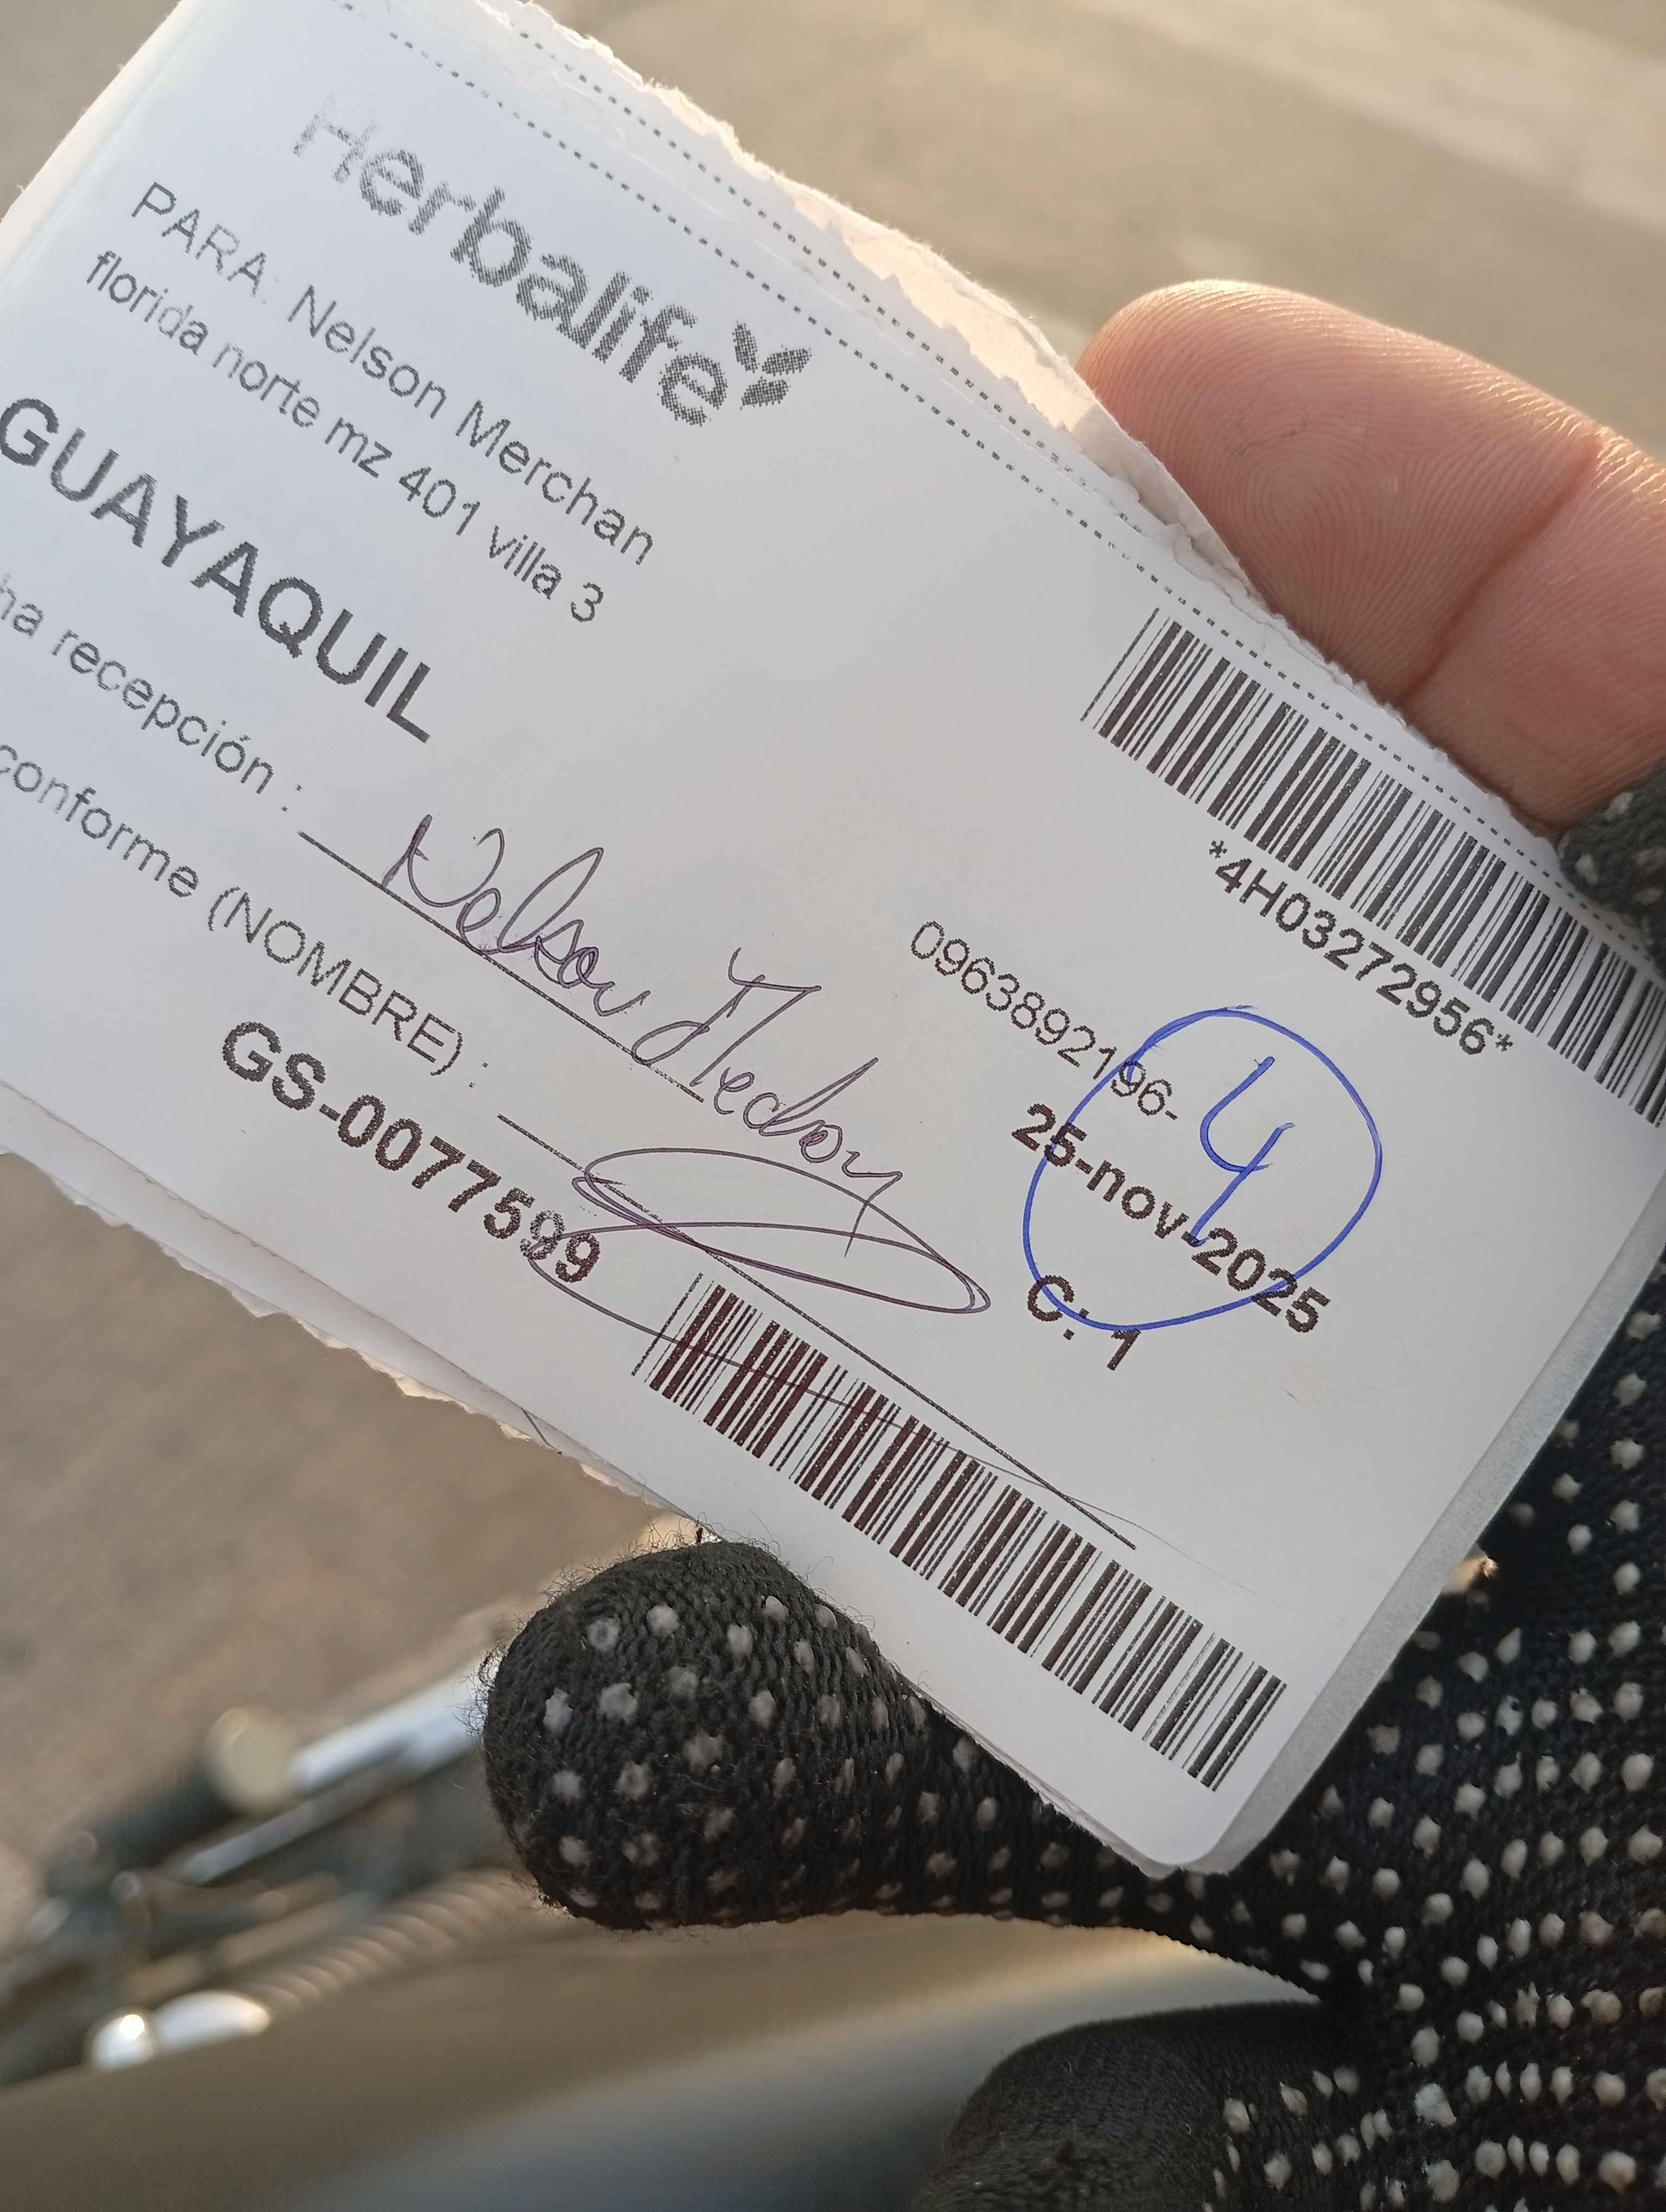 Herbalife
PARA: Nelson Merchan
florida norte mz 401 villa 3
GUAYAQUIL
*4H03272956*
0963892196-
4
25-nov-2025
C: 1
ha recepción :
Nelson
conforme (NOMBRE) :
GS-0077599